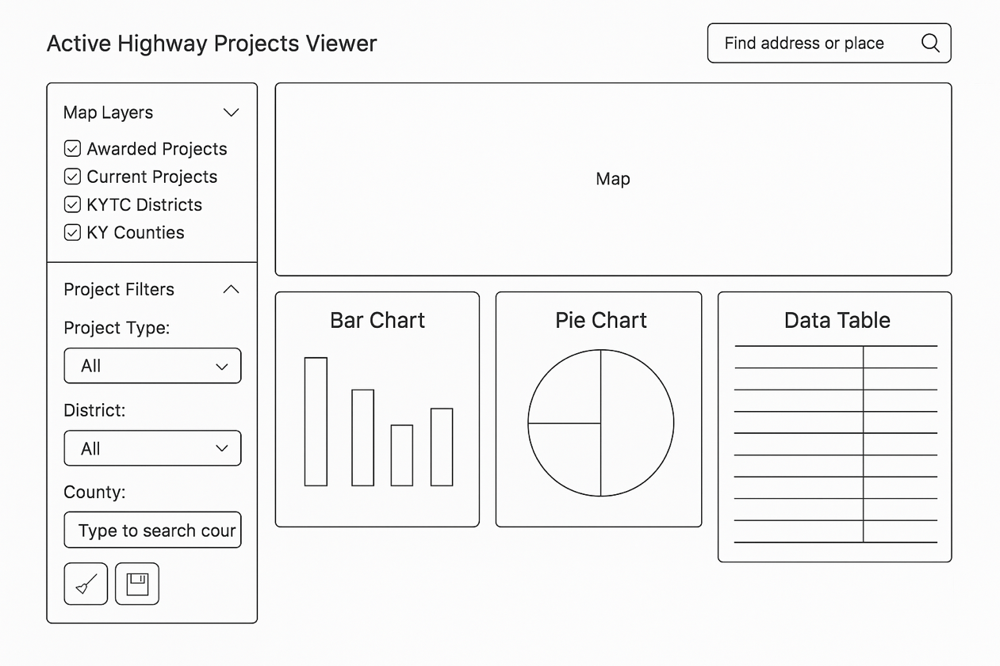 Active Highway Projects Viewer
Find address or place
Map Layers
Awarded Projects
Current Projects
KYTC Districts
KY Counties
Project Filters
Project Type:
All
District:
All
County:
Type to search cour
Map
Bar Chart
Pie Chart
Data Table